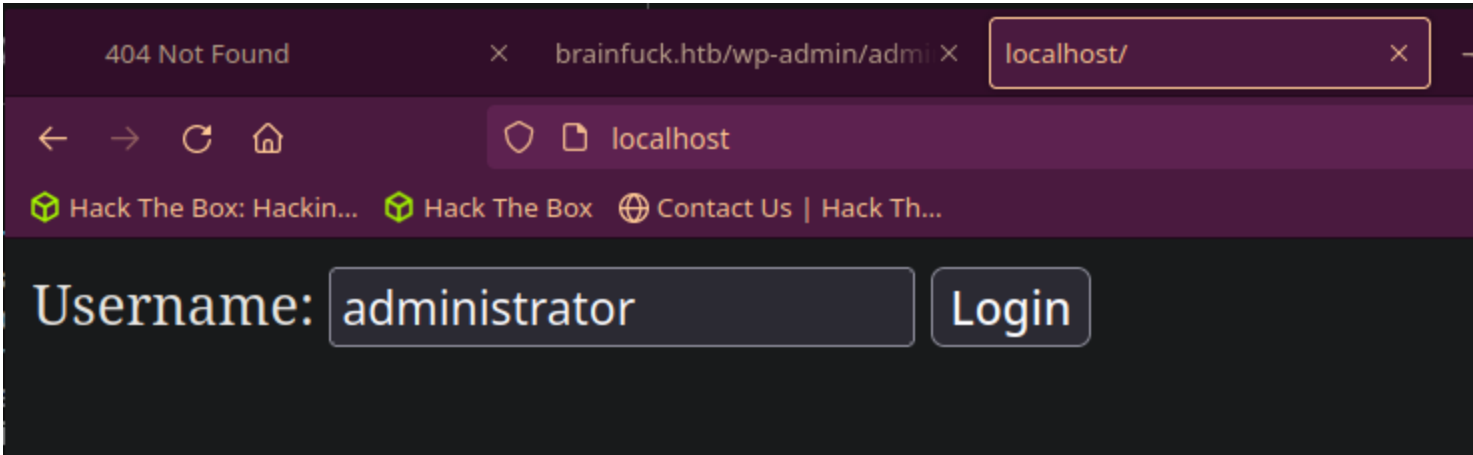 404 Not Found brainfuck.htb/wp-admin/admi localhost/
localhost
Hack The Box: Hackin... Hack The Box Contact Us | Hack Th...
Username: administrator Login